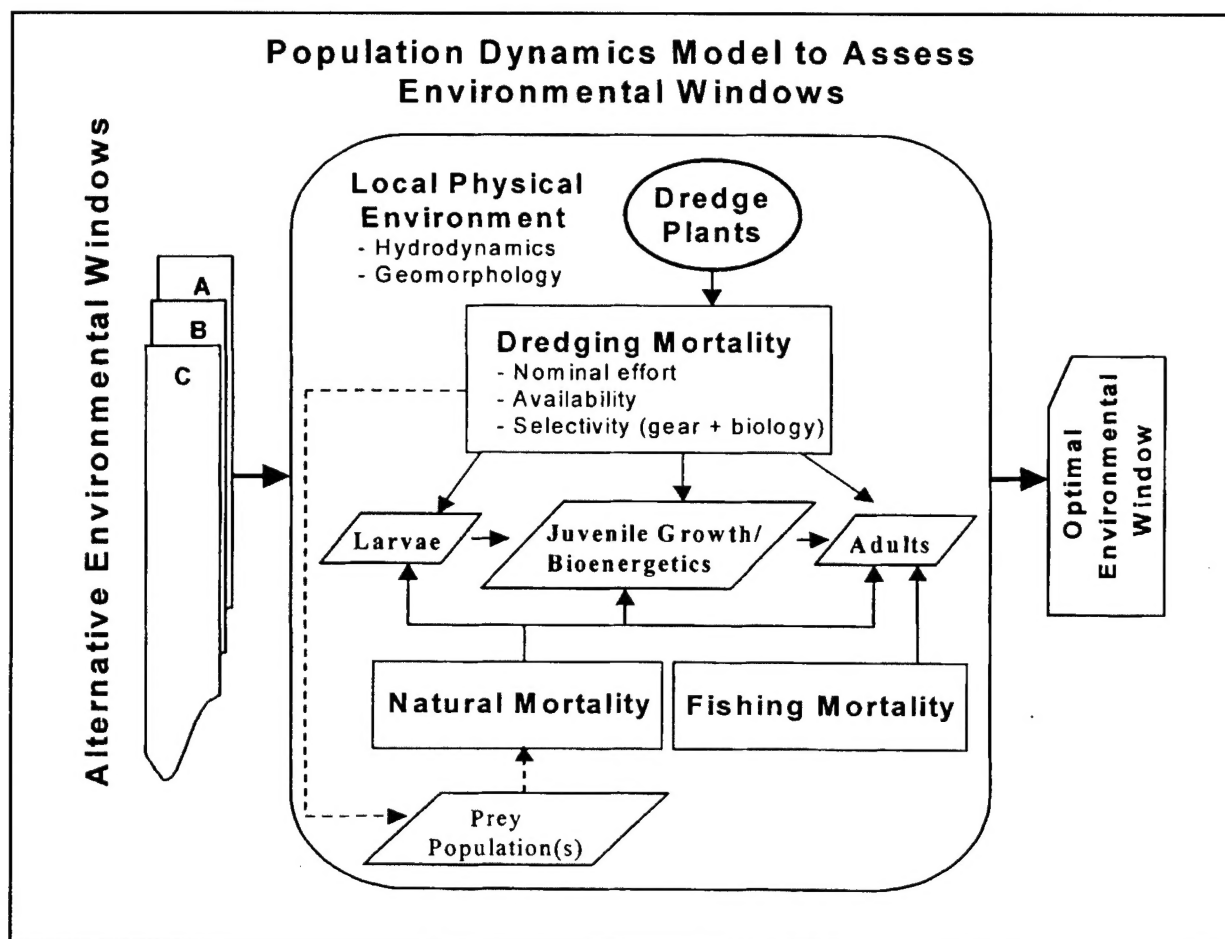 Population Dynamics Model to Assess
Environmental Windows
Alternative Environmental Windows
A
B
C
Local Physical
Environment
- Hydrodynamics
- Geomorphology
Dredge
Plants
Dredging Mortality
- Nominal effort
- Availability
- Selectivity (gear + biology)
Larvae
Juvenile Growth/
Bioenergetics
Adults
Natural Mortality
Fishing Mortality
Prey
Population(s)
Optimal
Environmental
Window